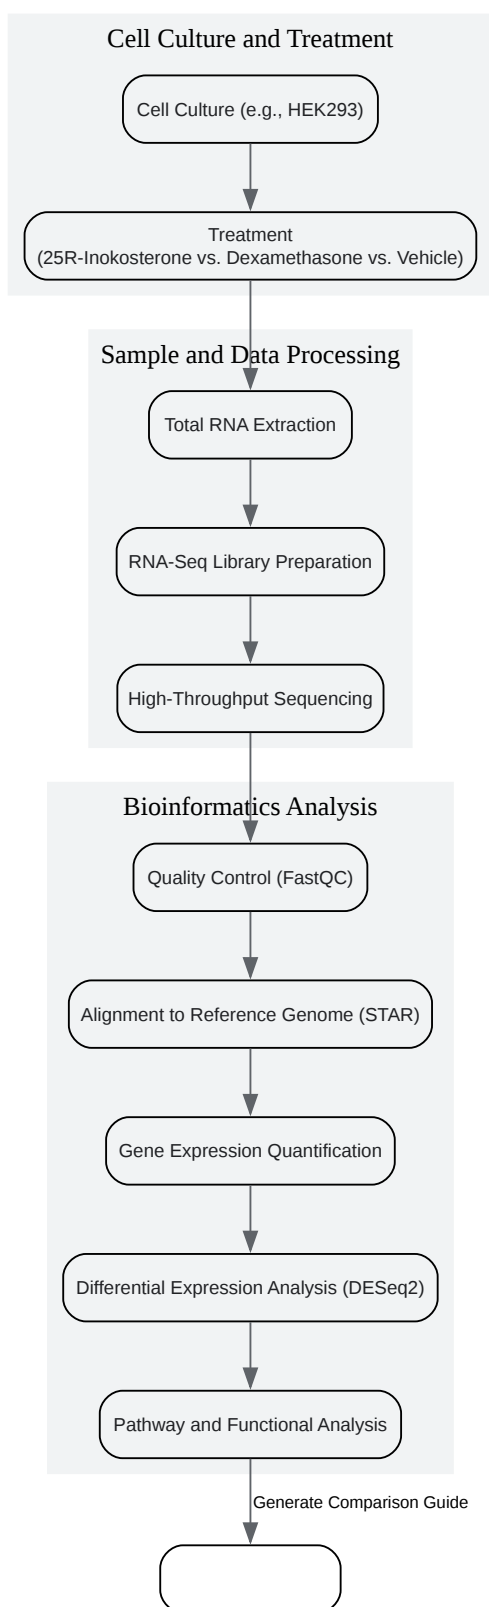 Cell Culture and Treatment
Cell Culture (e.g., HEK293)
Treatment
(25R-Inokosterone vs. Dexamethasone vs. Vehicle)
Sample and Data Processing
Total RNA Extraction
RNA-Seq Library Preparation
High-Throughput Sequencing
Bioinformatics Analysis
Quality Control (FastQC)
Alignment to Reference Genome (STAR)
Gene Expression Quantification
Differential Expression Analysis (DESeq2)
Pathway and Functional Analysis
Generate Comparison Guide